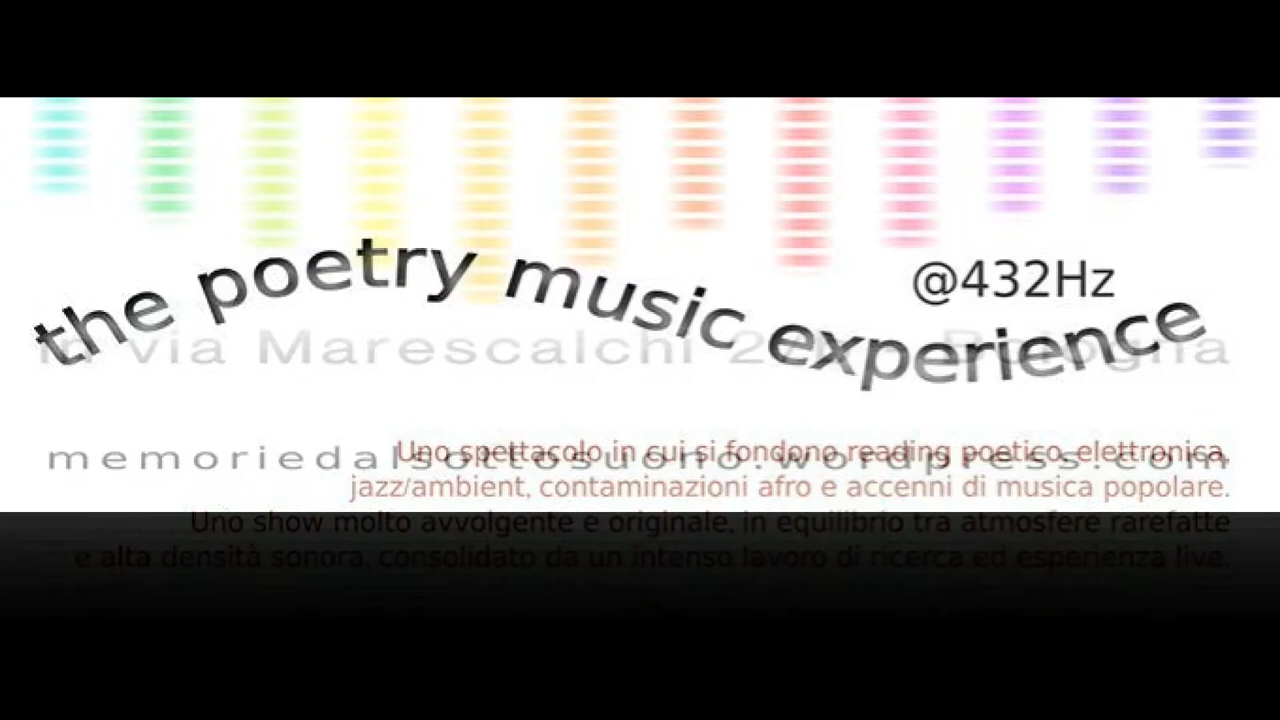 the poetry music experience
@432Hz
in via Marescalchi Bologna
memoriedalsottosuono.wordpress.com
Uno spettacolo in cui si fondono reading poetico, elettronica,
jazz/ambient, contaminazioni afro e accenni di musica popolare.
Uno show molto avvolgente e originale, in equilibrio tra atmosfere rarefatte
e alta densità sonora, consolidato da un intenso lavoro di ricerca ed esperienza live.